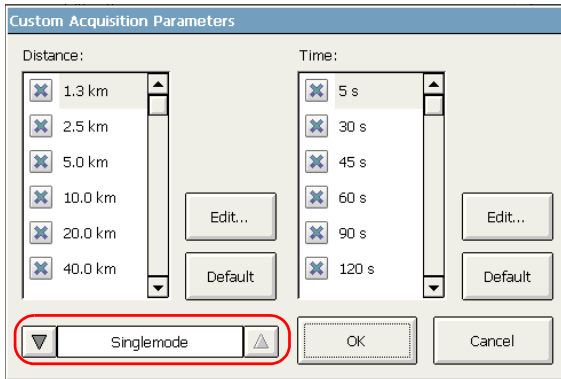 Custom Acquisition Parameters
Distance:
1.3 km
2.5 km
5.0 km
10.0 km
20.0 km
40.0 km
Edit...
Default
Time:
5 s
30 s
45 s
60 s
90 s
120 s
Edit...
Default
Singlemode
OK
Cancel